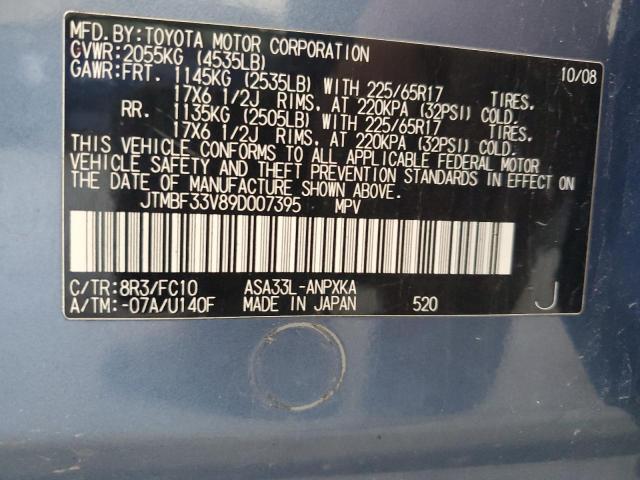 MFD.BY:TOYOTA MOTOR CORPORATION 10/08
GVWR:2055KG (4535LB)
GAWR:FRT. 1145KG (2535LB) WITH 225/65R17 TIRES.
17X6 1/2J RIMS. AT 220KPA (32PSI) COLD.
RR. 1135KG (2505LB) WITH 225/65R17 TIRES.
17X6 1/2J RIMS. AT 220KPA (32PSI) COLD.
THIS VEHICLE CONFORMS TO ALL APPLICABLE FEDERAL MOTOR
VEHICLE SAFETY AND THEFT PREVENTION STANDARDS IN EFFECT ON
THE DATE OF MANUFACTURE SHOWN ABOVE.
JTMBF33V89D007395 MPV
C/TR:8R3/FC10 ASA33L-ANPXKA
A/TM:-07A/U140F MADE IN JAPAN 520 J